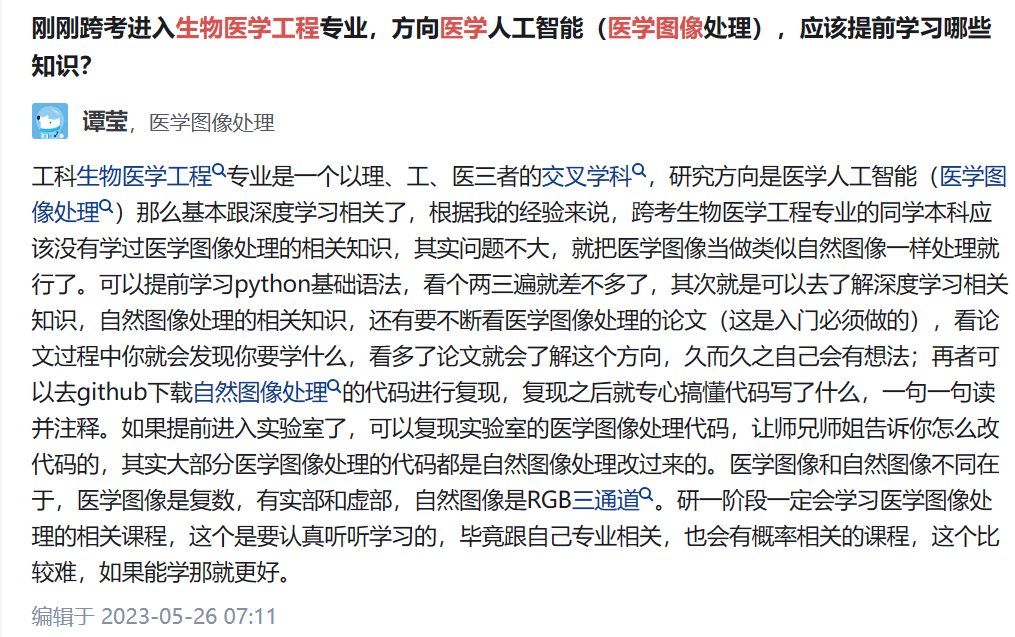 刚刚跨考进入生物医学工程专业，方向医学人工智能（医学图像处理），应该提前学习哪些
知识？
谭莹，医学图像处理
工科生物医学工程专业是一个以理、工、医三者的交叉学科，研究方向是医学人工智能（医学图
像处理）那么基本跟深度学习相关了，根据我的经验来说，跨考生物医学工程专业的同学本科应
该没有学过医学图像处理的相关知识，其实问题不大，就把医学图像当做类似自然图像一样处理就
行了。可以提前学习python基础语法，看个两三遍就差不多了，其次就是可以去了解深度学习相关
知识，自然图像处理的相关知识，还有要不断看医学图像处理的论文（这是入门必须做的），看论
文过程中你就会发现你要学什么，看多了论文就会了解这个方向，久而久之自己会有想法；再者可
以去github下载自然图像处理的代码进行复现，复现之后就专心搞懂代码写了什么，一句一句读
并注释。如果提前进入实验室了，可以复现实验室的医学图像处理代码，让师兄师姐告诉你怎么改
代码的，其实大部分医学图像处理的代码都是自然图像处理改过来的。医学图像和自然图像不同在
于，医学图像是复数，有实部和虚部，自然图像是RGB三通道。研一阶段一定会学习医学图像处
理的相关课程，这个是要认真听听学习的，毕竟跟自己专业相关，也会有概率相关的课程，这个比
较难，如果能学那就更好。
编辑于 2023-05-26 07:11